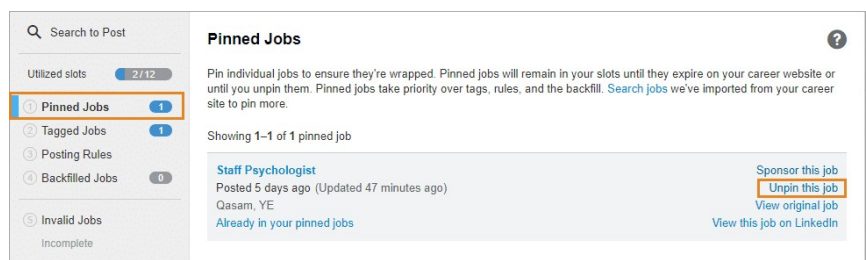 Search to Post
Utilized slots 2/12
1 Pinned Jobs 1
2 Tagged Jobs 1
3 Posting Rules
4 Backfilled Jobs 0
5 Invalid Jobs
Incomplete
Pinned Jobs ?
Pin individual jobs to ensure they're wrapped. Pinned jobs will remain in your slots until they expire on your career website or
until you unpin them. Pinned jobs take priority over tags, rules, and the backfill. Search jobs we've imported from your career
site to pin more.
Showing 1–1 of 1 pinned job
Staff Psychologist Sponsor this job
Posted 5 days ago (Updated 47 minutes ago) Unpin this job
Qasam, YE View original job
Already in your pinned jobs View this job on LinkedIn